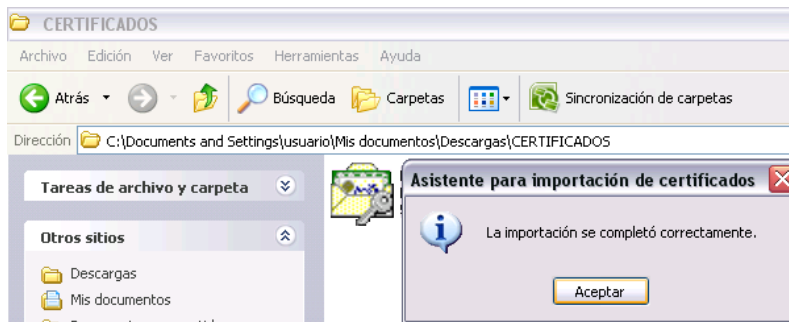 CERTIFICADOS
Archivo Edición Ver Favoritos Herramientas Ayuda
Atrás Búsqueda Carpetas Sincronización de carpetas
Dirección C:\Documents and Settings\usuario\Mis documentos\Descargas\CERTIFICADOS
Tareas de archivo y carpeta
Otros sitios
Descargas
Mis documentos
Asistente para importación de certificados
La importación se completó correctamente.
Aceptar